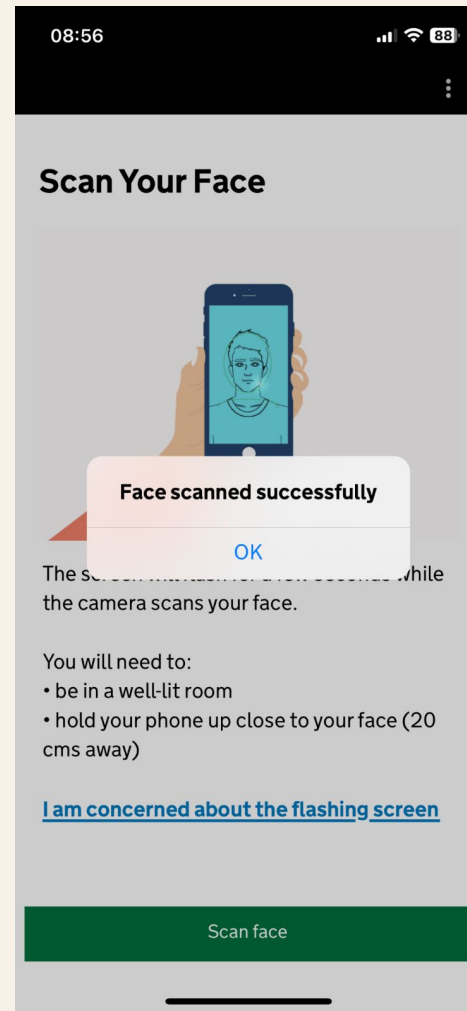 08:56
88
Scan Your Face
Face scanned successfully
OK
The screen will flash for a few seconds while
the camera scans your face.
You will need to:
• be in a well-lit room
• hold your phone up close to your face (20
cms away)
I am concerned about the flashing screen
Scan face